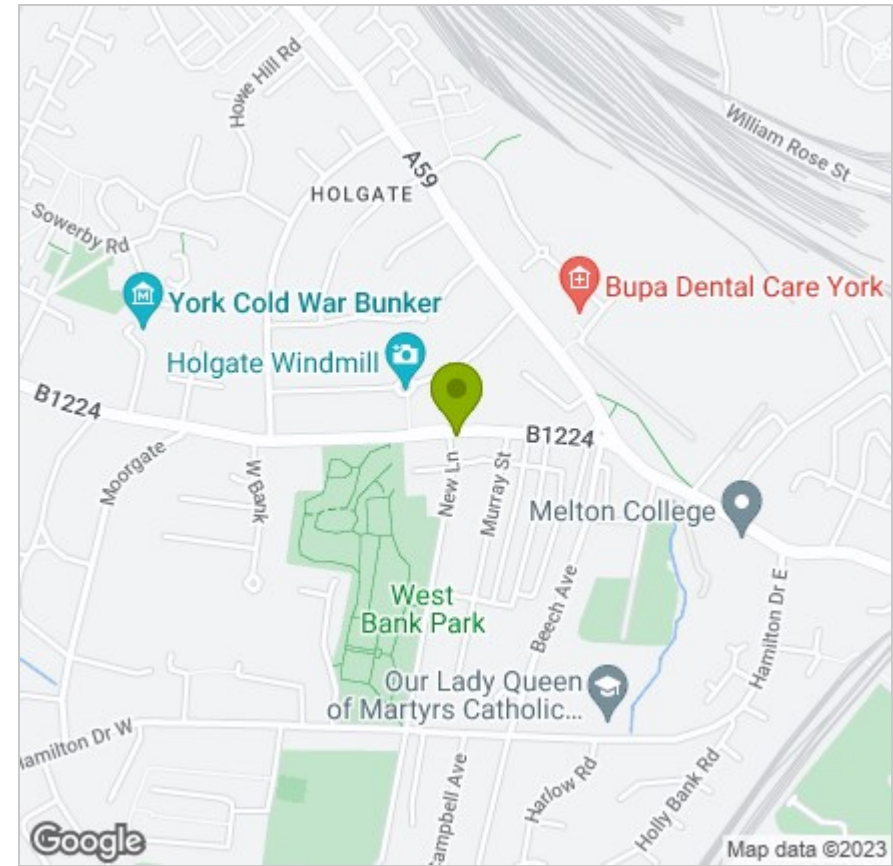 Howe Hill Rd
William Rose St
A59
HOLGATE
Sowerby Rd
Bupa Dental Care York
York Cold War Bunker
Holgate Windmill
B1224
B1224
Moorgate
W Bank
New Ln
Murray St
Melton College
West
Bank Park
Beech Ave
Hamilton Dr E
Our Lady Queen
of Martyrs Catholic...
Hamilton Dr W
Campbell Ave
Harlow Rd
Holly Bank Rd
Google
Map data ©2023